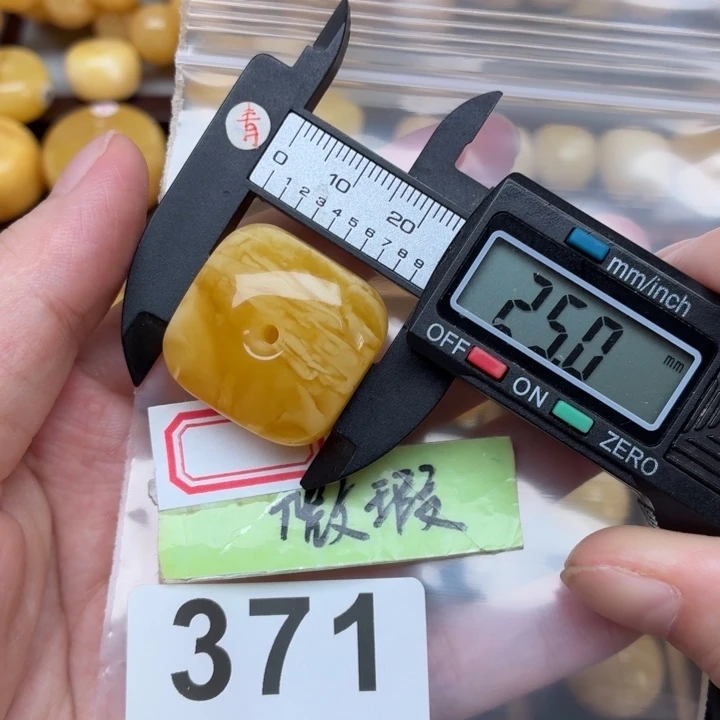 青
0 10 20
1 2 3 4 5 6 7 8 9
25.0 mm
mm/inch
OFF
ON
ZERO
微瑕
371